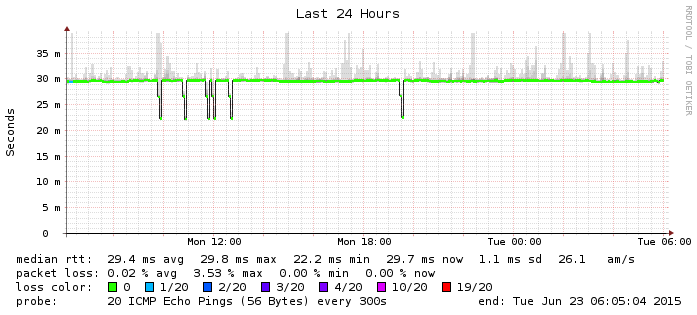 Last 24 Hours
RRDTOOL / TOBI OETIKER
Seconds
35 m
30 m
25 m
20 m
15 m
10 m
5 m
0
Mon 12:00 Mon 18:00 Tue 00:00 Tue 06:00
median rtt: 29.4 ms avg 29.8 ms max 22.2 ms min 29.7 ms now 1.1 ms sd 26.1 am/s
packet loss: 0.02 % avg 3.53 % max 0.00 % min 0.00 % now
loss color: 0 1/20 2/20 3/20 4/20 10/20 19/20
probe: 20 ICMP Echo Pings (56 Bytes) every 300s end: Tue Jun 23 06:05:04 2015